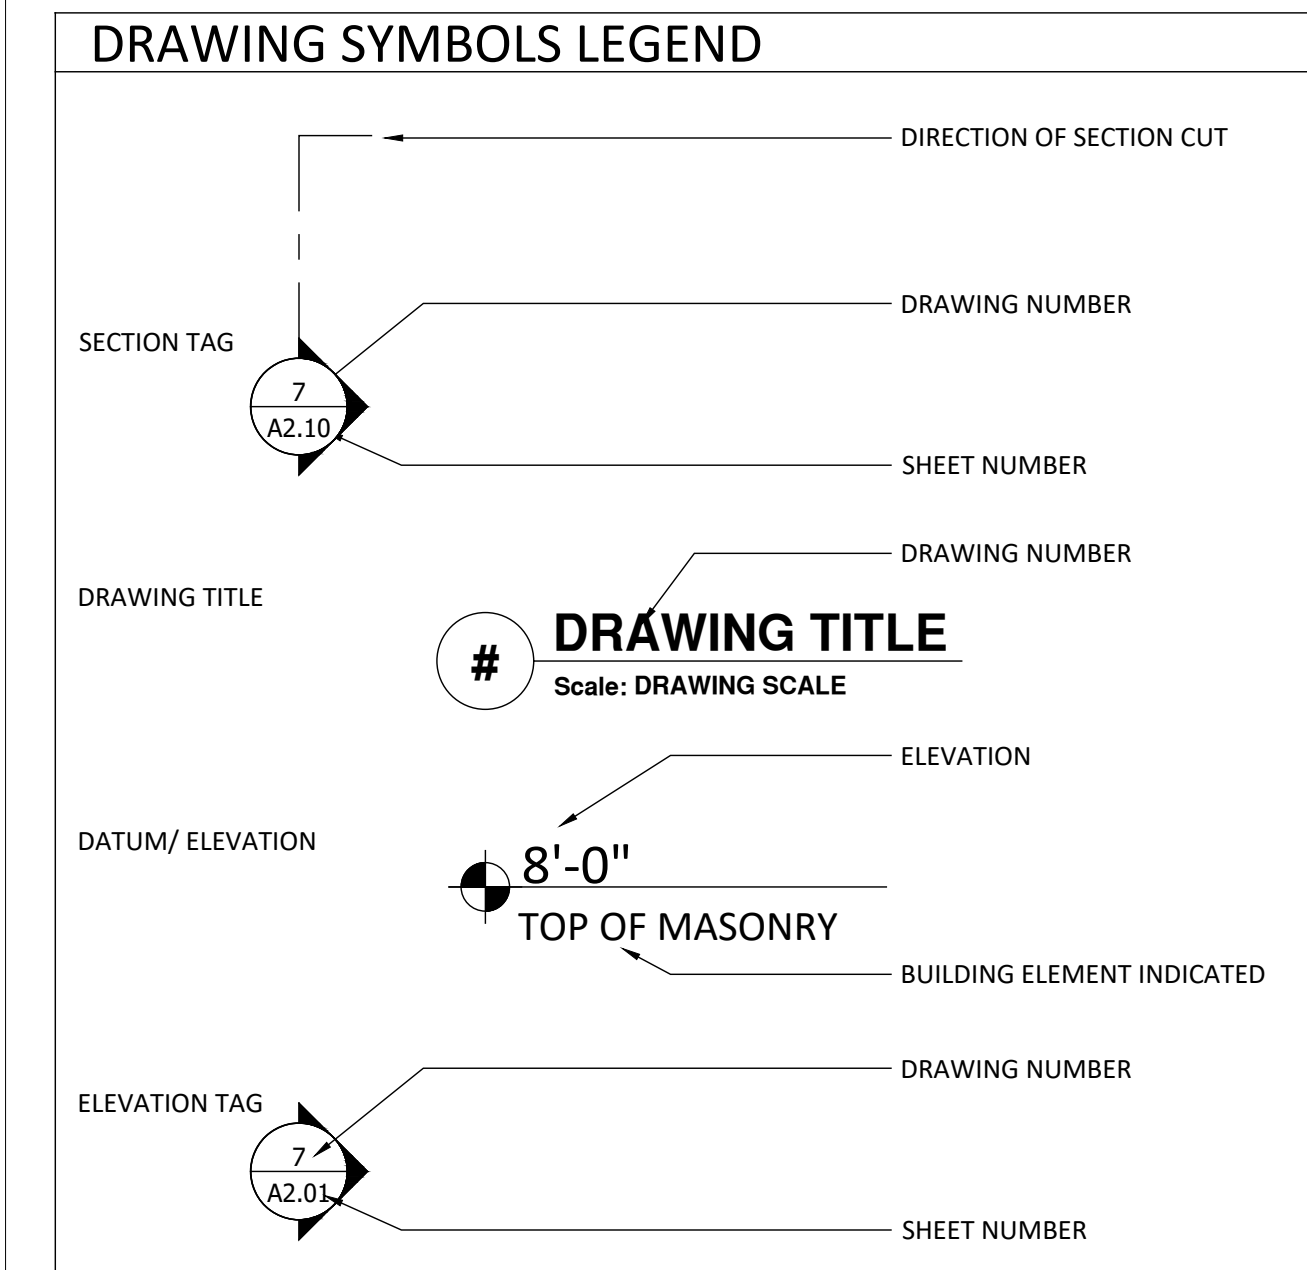 DRAWING SYMBOLS LEGEND
DIRECTION OF SECTION CUT
DRAWING NUMBER
SECTION TAG
7
A2.10
SHEET NUMBER
DRAWING NUMBER
DRAWING TITLE
# DRAWING TITLE
Scale: DRAWING SCALE
ELEVATION
DATUM/ ELEVATION
8'-0"
TOP OF MASONRY
BUILDING ELEMENT INDICATED
DRAWING NUMBER
ELEVATION TAG
7
A2.01
SHEET NUMBER